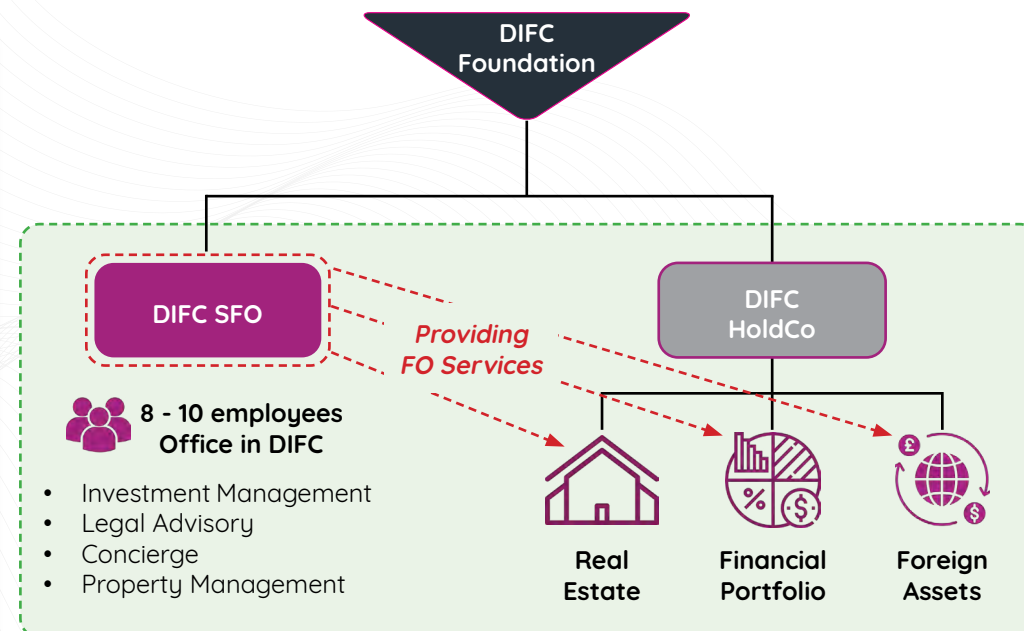 DIFC
Foundation
DIFC SFO
DIFC
HoldCo
Providing
FO Services
8 - 10 employees
Office in DIFC
• Investment Management
• Legal Advisory
• Concierge
• Property Management
%
$
£
$
Real
Estate
Financial
Portfolio
Foreign
Assets